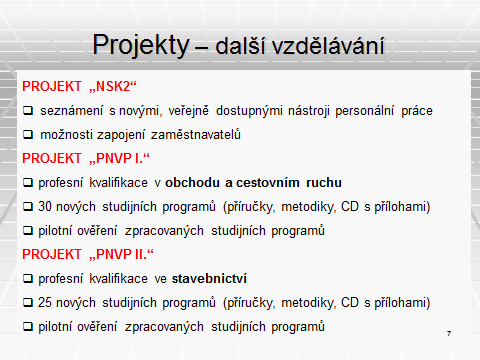 Projekty – další vzdělávání
PROJEKT „NSK2“
❑ seznámení s novými, veřejně dostupnými nástroji personální práce
❑ možnosti zapojení zaměstnavatelů
PROJEKT „PNVP I.“
❑ profesní kvalifikace v obchodu a cestovním ruchu
❑ 30 nových studijních programů (příručky, metodiky, CD s přílohami)
❑ pilotní ověření zpracovaných studijních programů
PROJEKT „PNVP II.“
❑ profesní kvalifikace ve stavebnictví
❑ 25 nových studijních programů (příručky, metodiky, CD s přílohami)
❑ pilotní ověření zpracovaných studijních programů
7